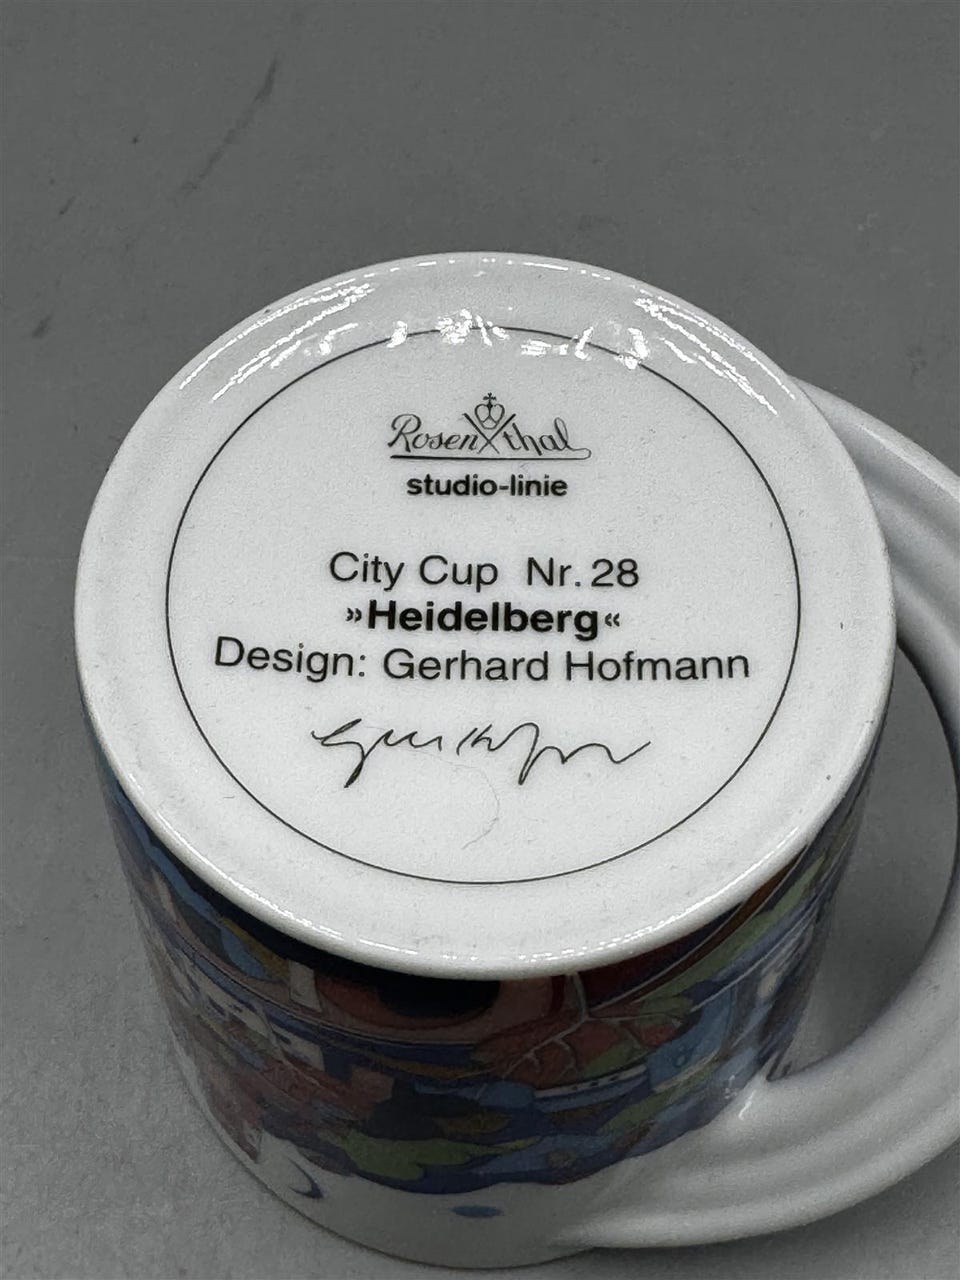 Rosenthal
studio-linie
City Cup Nr. 28
»Heidelberg«
Design: Gerhard Hofmann